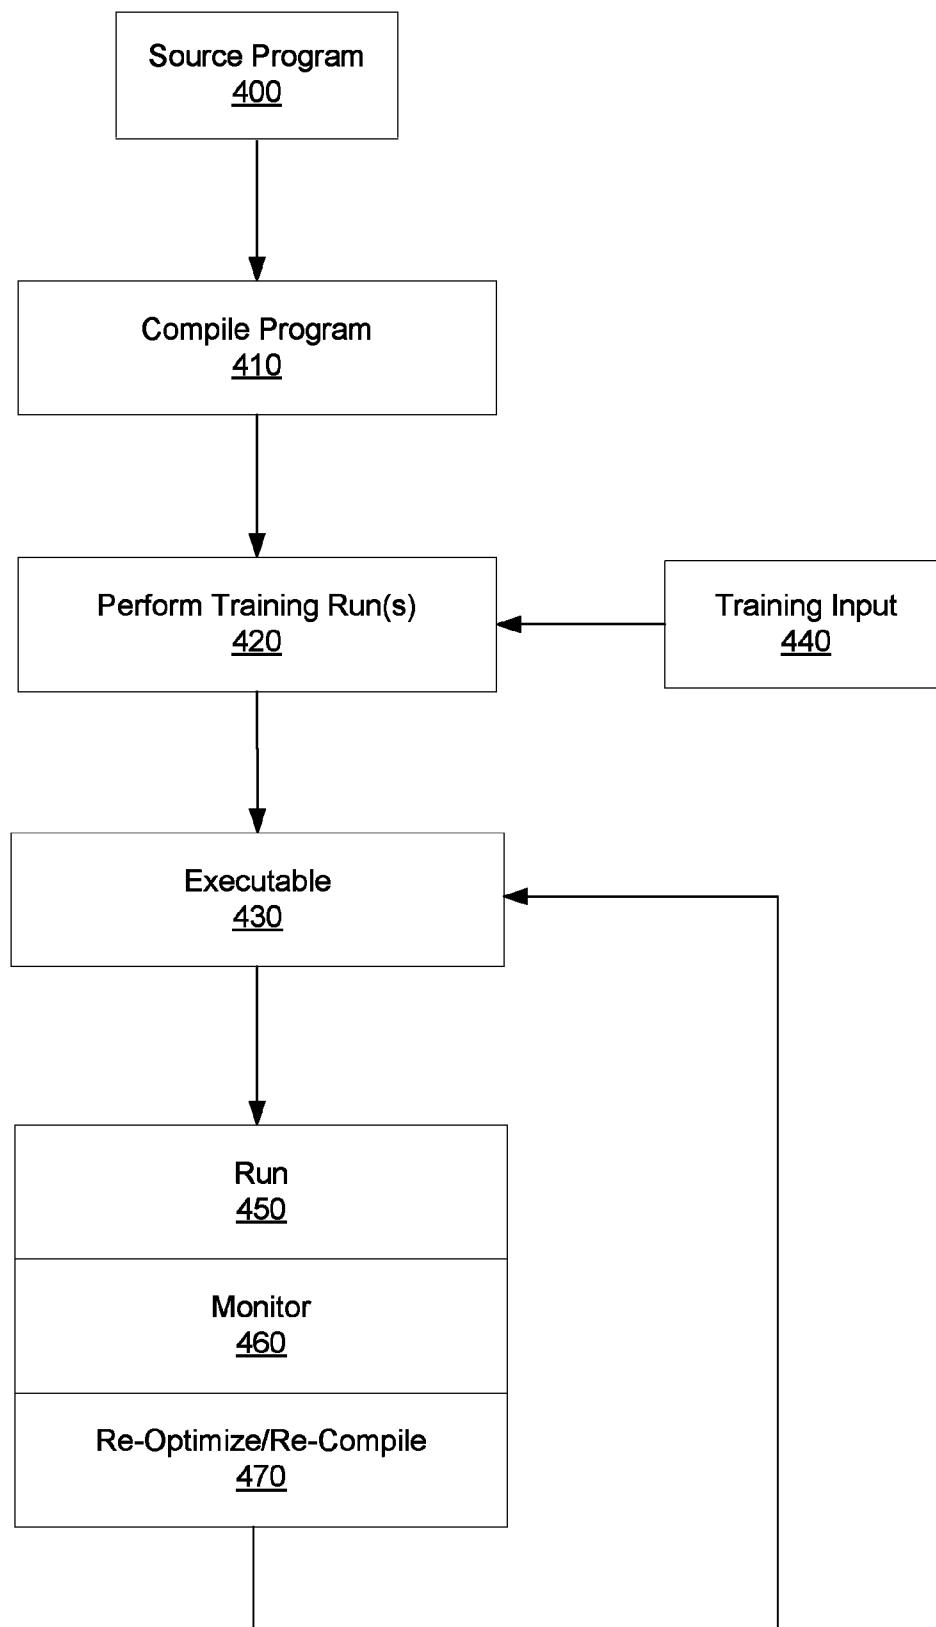 Source Program
400
Compile Program
410
Perform Training Run(s)
420
Training Input
440
Executable
430
Run
450
Monitor
460
Re-Optimize/Re-Compile
470